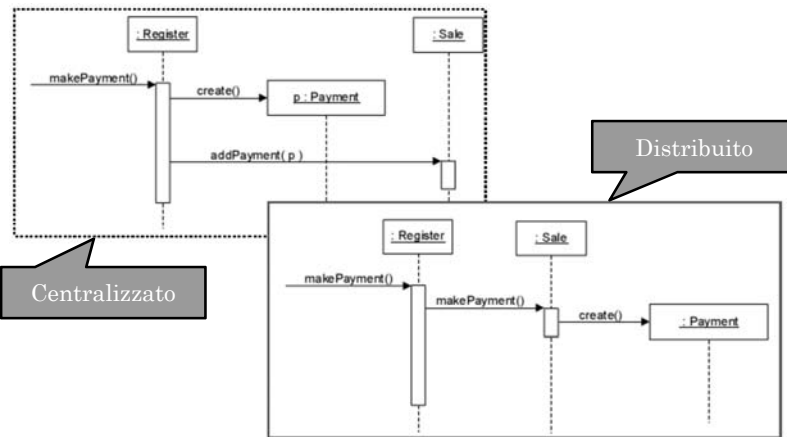 : Register
: Sale
makePayment()
create()
p : Payment
addPayment( p )
Centralizzato
Distribuito
: Register
: Sale
makePayment()
makePayment()
create()
: Payment